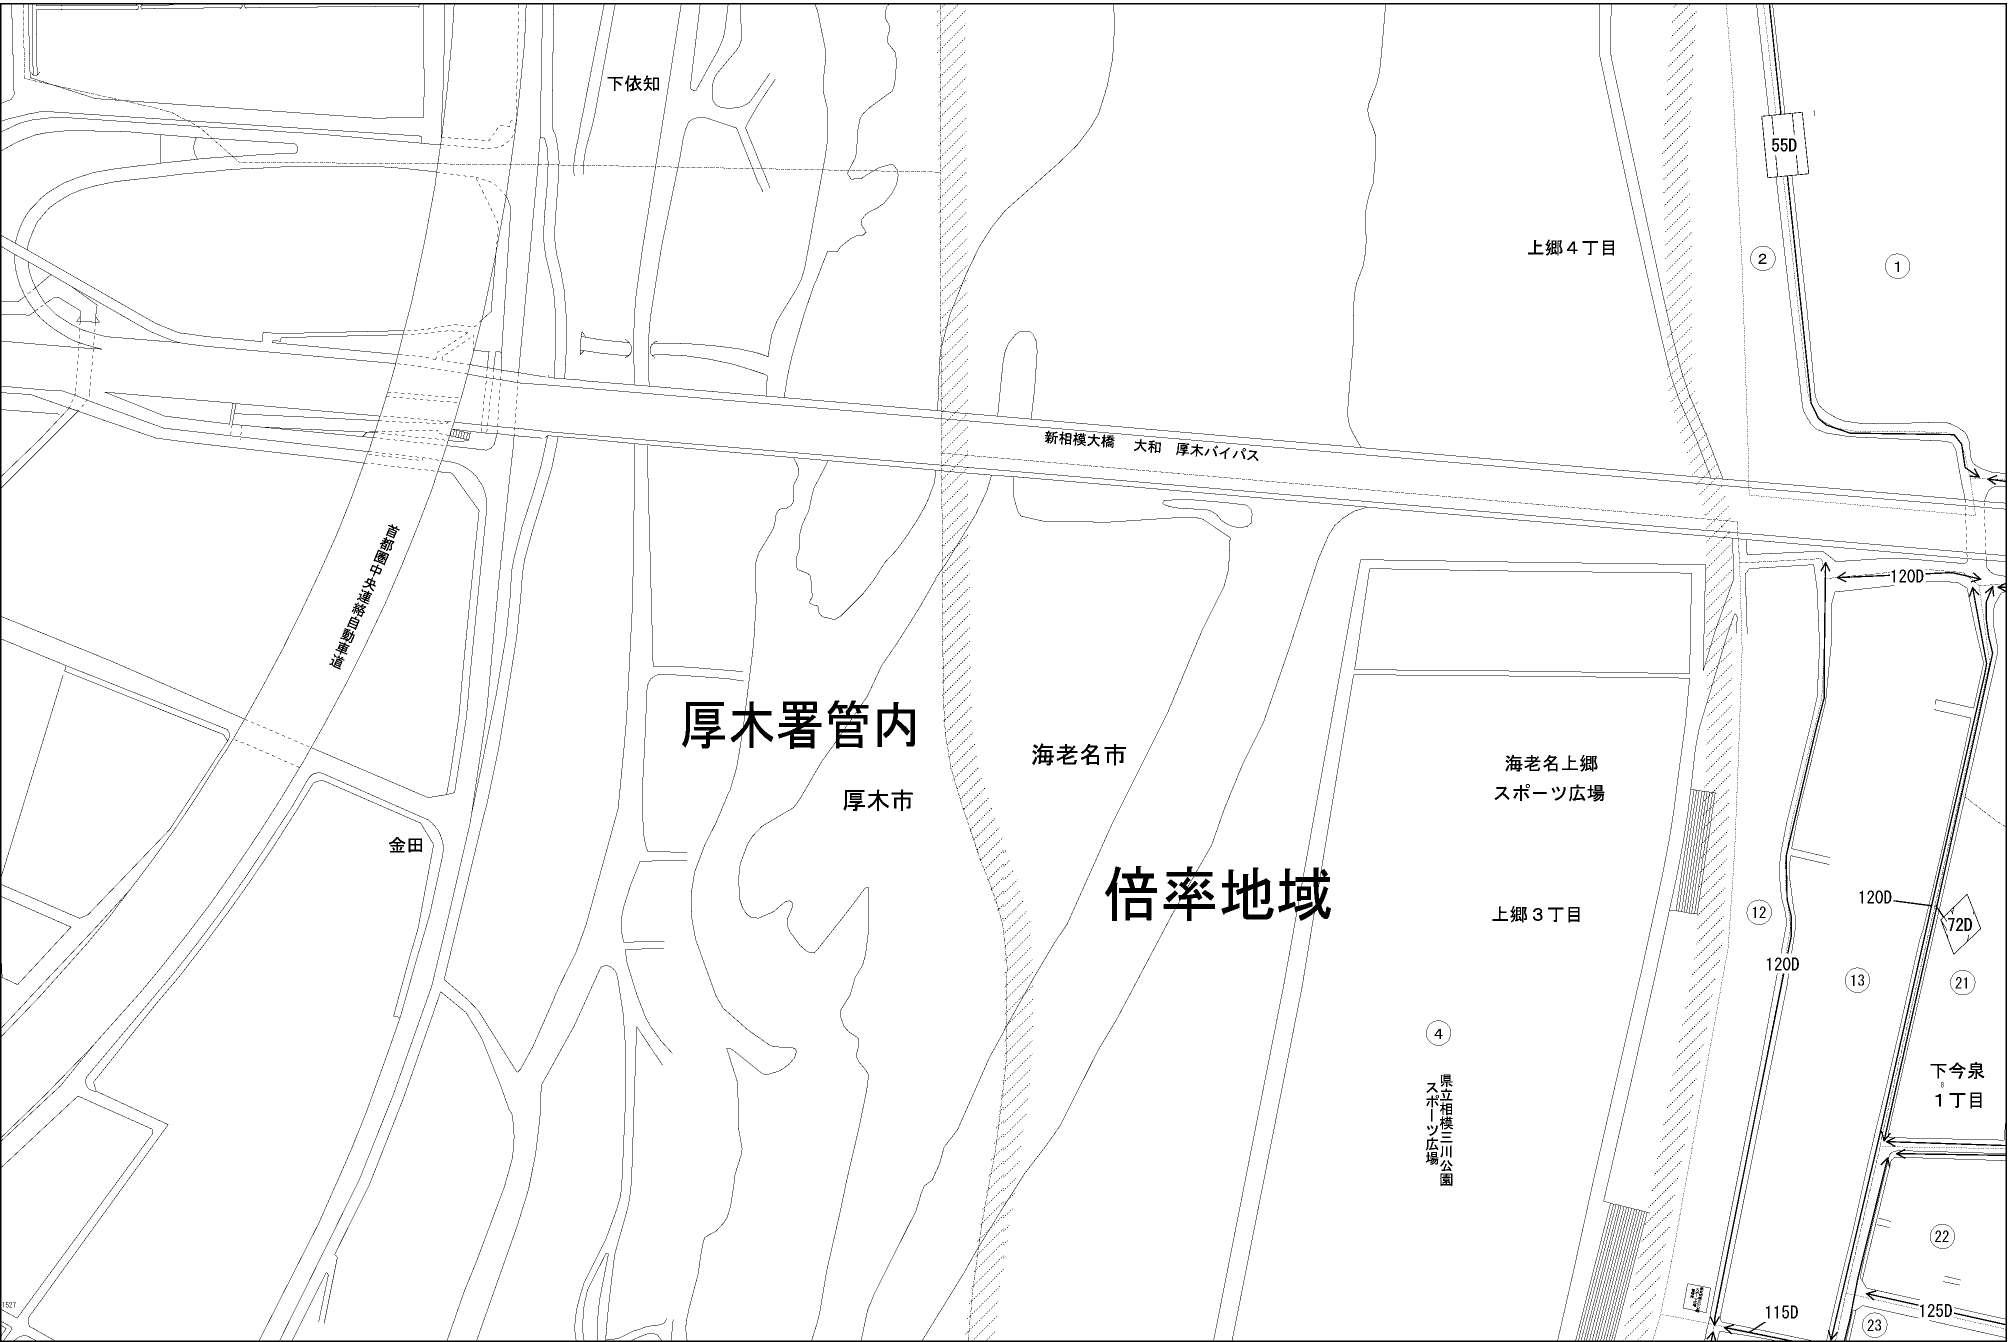 下依知
55D
上郷４丁目
2
1
新相模大橋　大和　厚木バイパス
首都圏中央連絡自動車道
120D
厚木署管内
海老名市
厚木市
海老名上郷
スポーツ広場
金田
倍率地域
上郷３丁目
120D
72D
12
120D
13
21
4
県立相模三川公園
スポーツ広場
下今泉
8
１丁目
22
1527
115D
125D
23